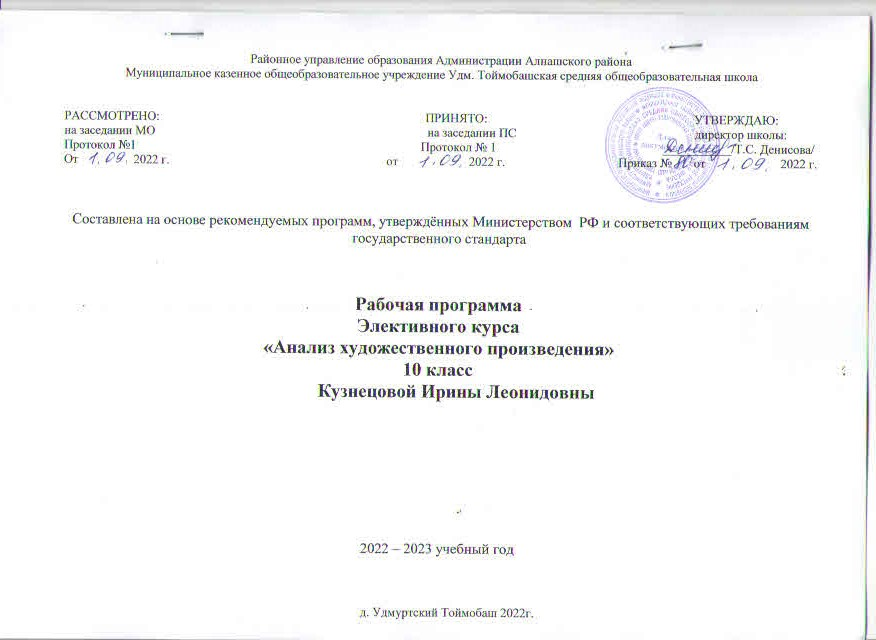 Районное управление образования Администрации Алнашского района
Муниципальное казенное общеобразовательное учреждение Удм. Тоймобашская средняя общеобразовательная школа
РАССМОТРЕНО:
на заседании МО
Протокол №1
От 1.09. 2022 г.
ПРИНЯТО:
на заседании ПС
Протокол № 1
от 1.09. 2022 г.
УТВЕРЖДАЮ:
директор школы:
/Т.С. Денисова/
Приказ № от 1.09. 2022 г.
Составлена на основе рекомендуемых программ, утверждённых Министерством РФ и соответствующих требованиям
государственного стандарта
Рабочая программа
Элективного курса
«Анализ художественного произведения»
10 класс
Кузнецовой Ирины Леонидовны
2022 – 2023 учебный год
д. Удмуртский Тоймобаш 2022г.